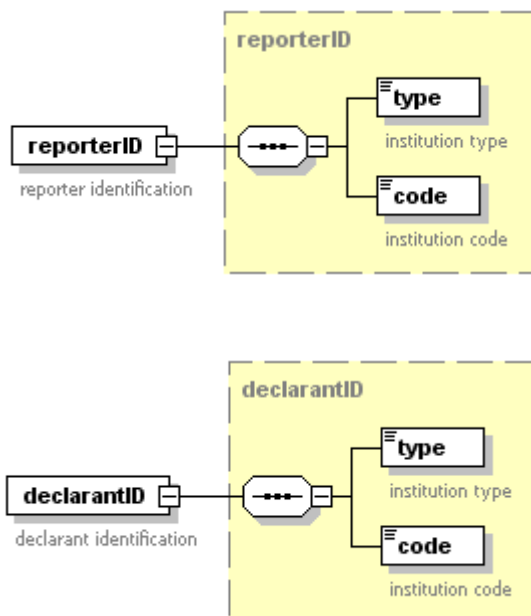 reporterID
type
institution type
reporterID
reporter identification
code
institution code
declarantID
type
institution type
declarantID
declarant identification
code
institution code